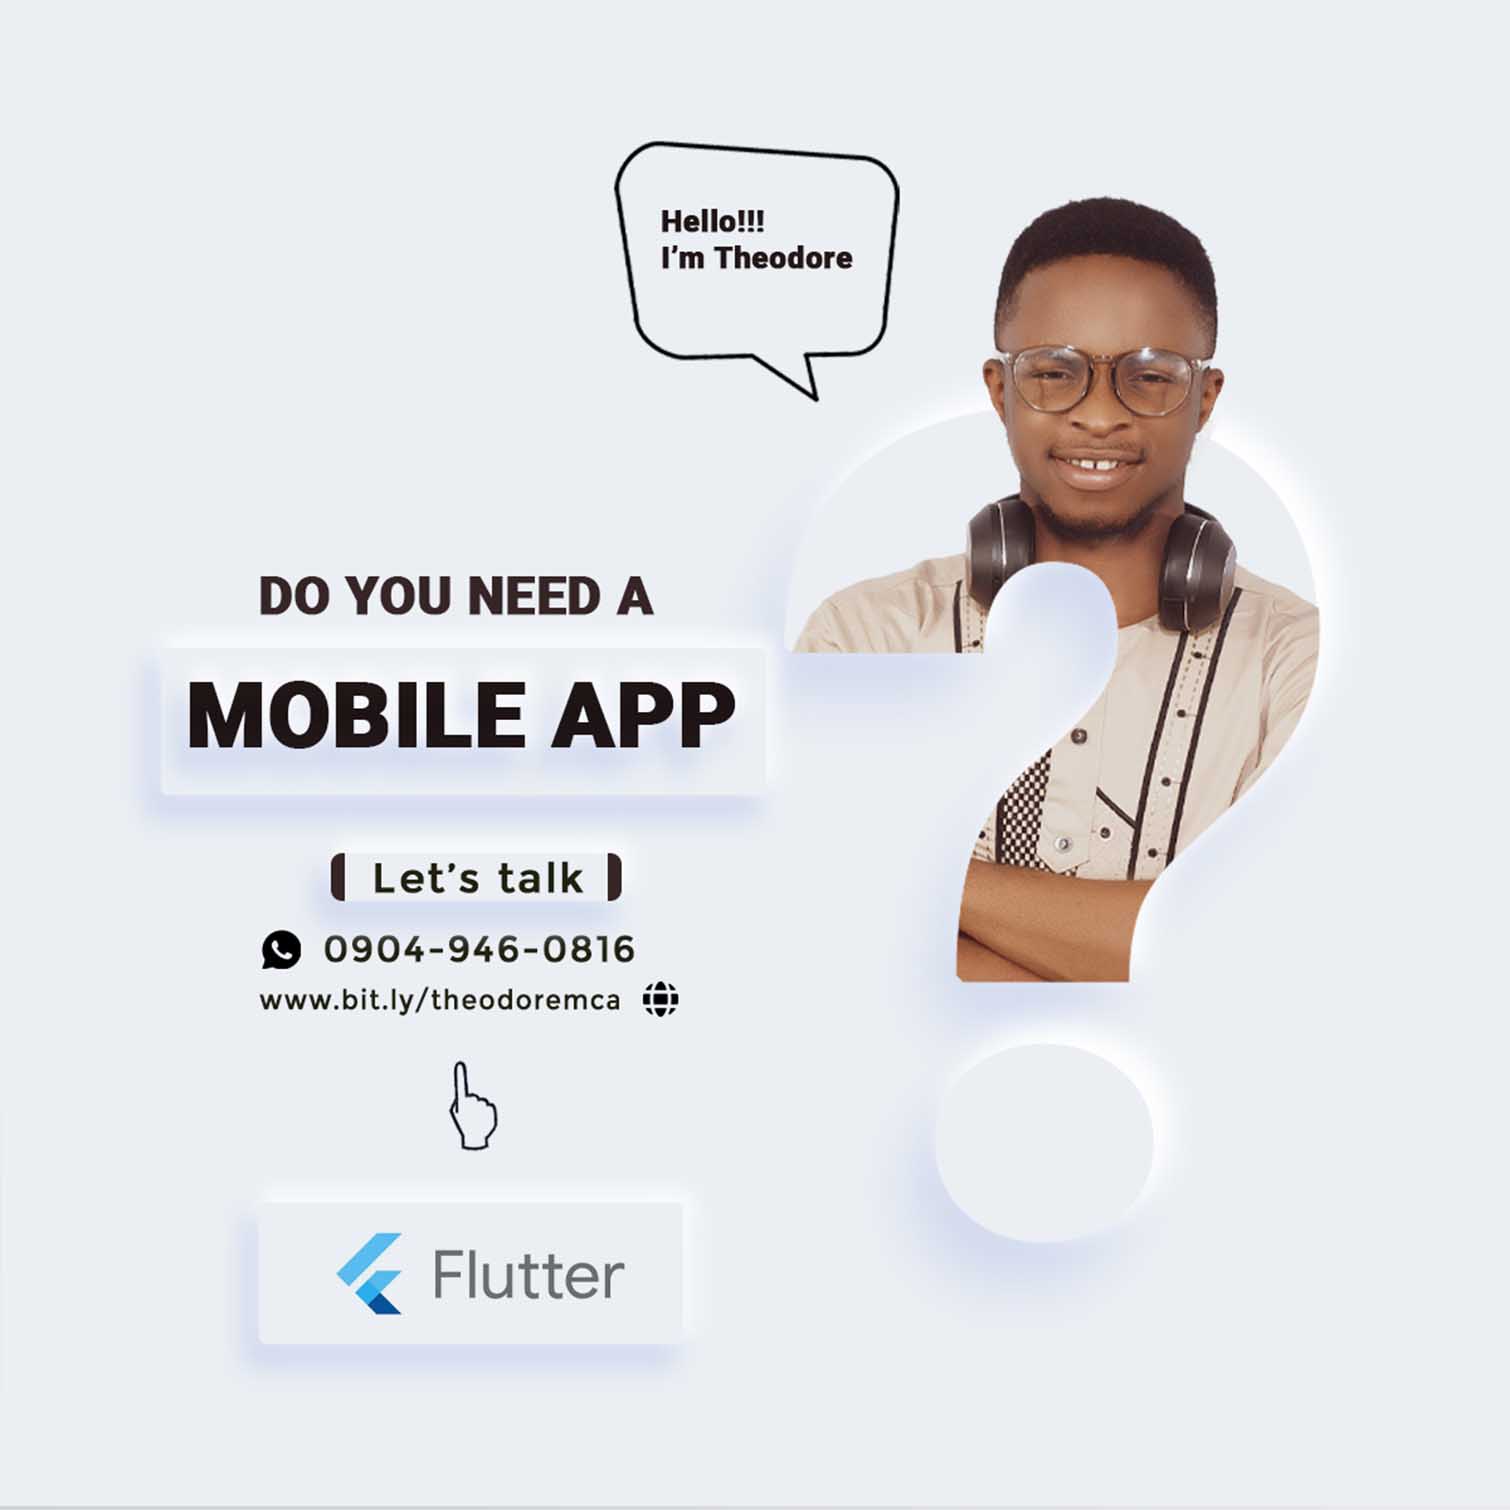 Hello!!!
I'm Theodore
DO YOU NEED A
MOBILE APP
Let's talk
0904-946-0816
www.bit.ly/theodoremca
Flutter